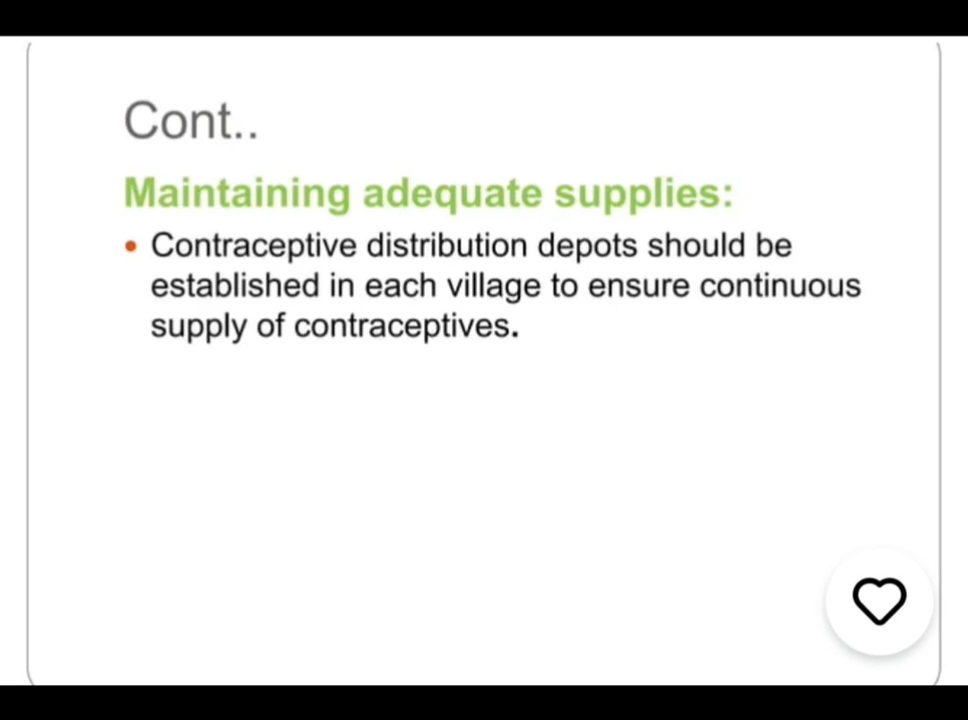 Cont..
Maintaining adequate supplies:
• Contraceptive distribution depots should be
established in each village to ensure continuous
supply of contraceptives.